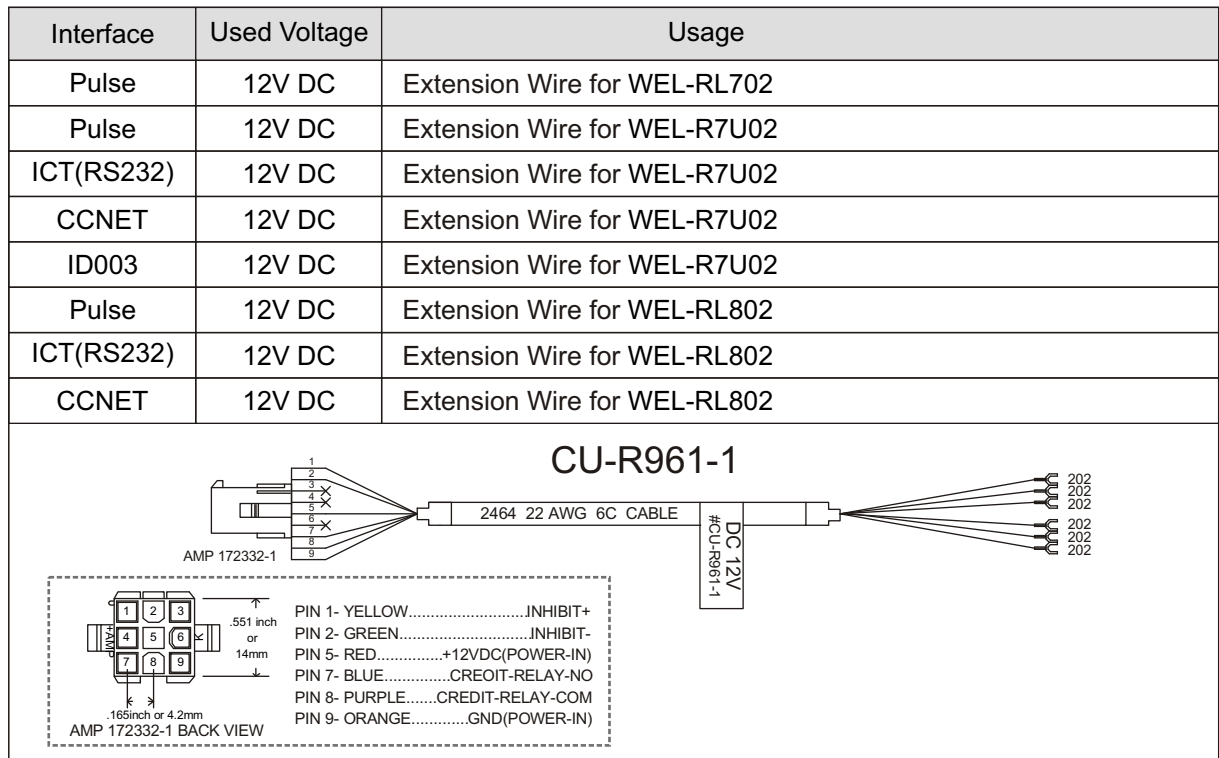 Interface Used Voltage Usage
Pulse 12V DC Extension Wire for WEL-RL702
Pulse 12V DC Extension Wire for WEL-R7U02
ICT(RS232) 12V DC Extension Wire for WEL-R7U02
CCNET 12V DC Extension Wire for WEL-R7U02
ID003 12V DC Extension Wire for WEL-R7U02
Pulse 12V DC Extension Wire for WEL-RL802
ICT(RS232) 12V DC Extension Wire for WEL-RL802
CCNET 12V DC Extension Wire for WEL-RL802
CU-R961-1
1
2
3
4
5
6
7
8
9
AMP 172332-1
2464 22 AWG 6C CABLE
DC 12V
#CU-R961-1
202
202
202
202
202
202
1 2 3
4 5 6
7 8 9
+AMP
K
.551 inch
or
14mm
.165inch or 4.2mm
AMP 172332-1 BACK VIEW
PIN 1- YELLOW...........................INHIBIT+
PIN 2- GREEN.............................INHIBIT-
PIN 5- RED...............+12VDC(POWER-IN)
PIN 7- BLUE...............CREOIT-RELAY-NO
PIN 8- PURPLE.......CREDIT-RELAY-COM
PIN 9- ORANGE.............GND(POWER-IN)